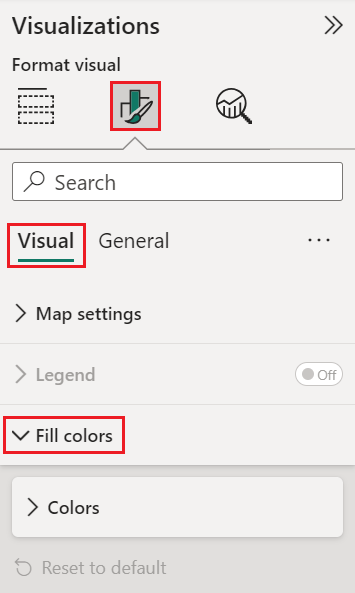 Visualizations
Format visual
Search
Visual General
Map settings
Legend Off
Fill colors
Colors
Reset to default